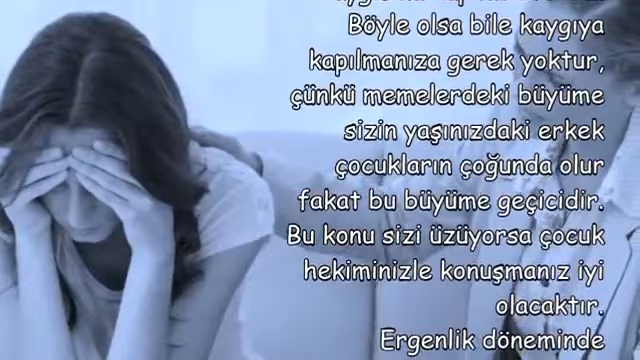 Böyle olsa bile kaygıya
kapılmanıza gerek yoktur,
çünkü memelerdeki büyüme
sizin yaşınızdaki erkek
çocukların çoğunda olur
fakat bu büyüme geçicidir.
Bu konu sizi üzüyorsa çocuk
hekiminizle konuşmanız iyi
olacaktır.
Ergenlik döneminde